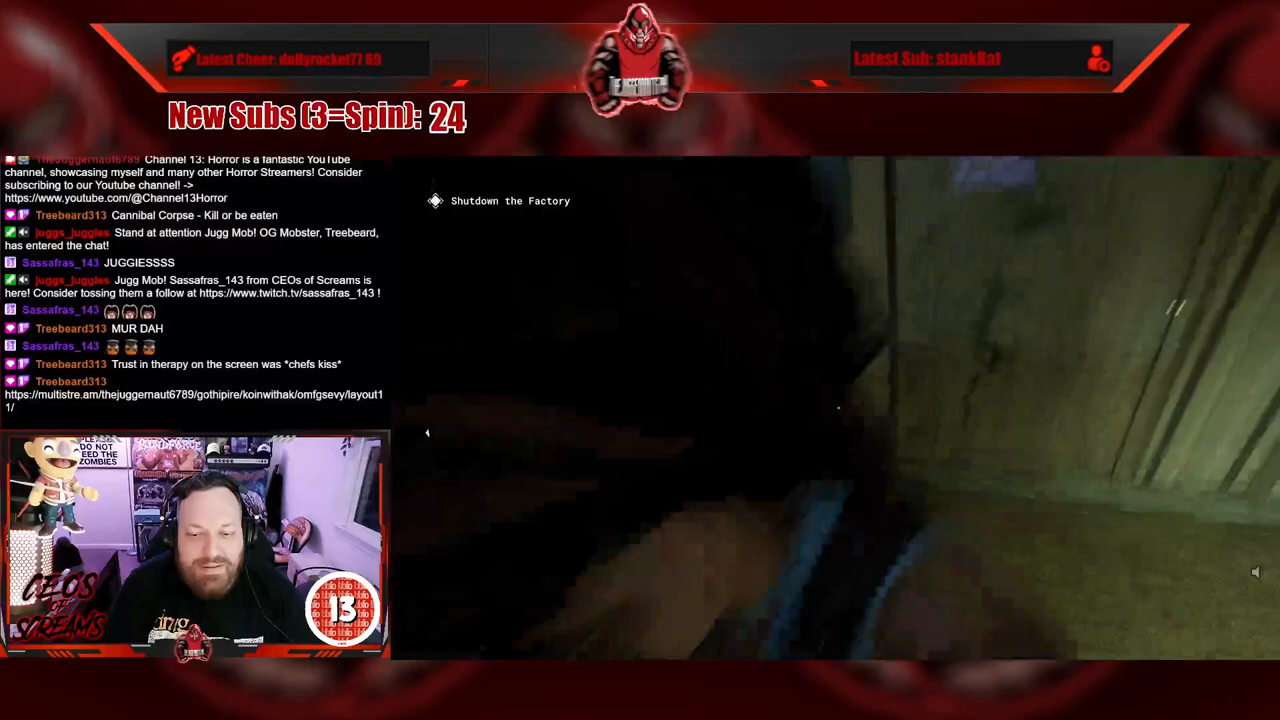 Latest Cheer: dollyrocket77 89
Latest Sub: stankRat
THE JUGGERNAUT6789
New Subs (3=Spin): 24
TheJuggernaut6789 Channel 13: Horror is a fantastic YouTube
channel, showcasing myself and many other Horror Streamers! Consider
subscribing to our Youtube channel! ->
https://www.youtube.com/@Channel13Horror
Treebeard313 Cannibal Corpse - Kill or be eaten
juggs_juggles Stand at attention Jugg Mob! OG Mobster, Treebeard,
has entered the chat!
Sassafras_143 JUGGIESSSS
juggs_juggles Jugg Mob! Sassafras_143 from CEOs of Screams is
here! Consider tossing them a follow at https://www.twitch.tv/sassafras_143 !
Sassafras_143
Treebeard313 MUR DAH
Sassafras_143
Treebeard313 Trust in therapy on the screen was *chefs kiss*
Treebeard313
https://multistre.am/thejuggernaut6789/gothipire/koinwithak/omfgsevy/layout1
1/
Shutdown the Factory
DO NOT
FEED THE
ZOMBIES
CEOS
OF
SCREAMS
13